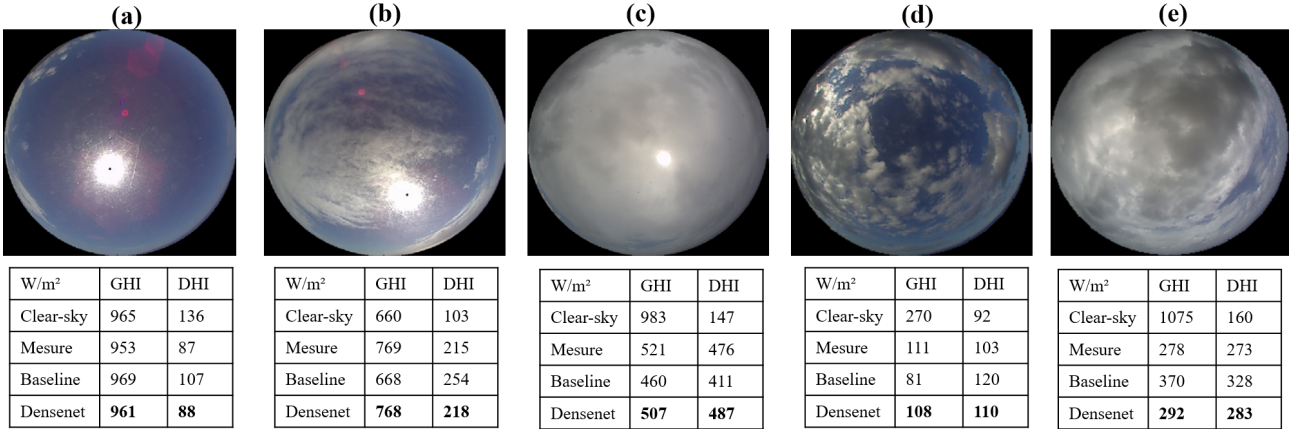 (a) (b) (c) (d) (e)
W/m² GHI DHI
Clear-sky 965 136
Mesure 953 87
Baseline 969 107
Densenet 961 88
W/m² GHI DHI
Clear-sky 660 103
Mesure 769 215
Baseline 668 254
Densenet 768 218
W/m² GHI DHI
Clear-sky 983 147
Mesure 521 476
Baseline 460 411
Densenet 507 487
W/m² GHI DHI
Clear-sky 270 92
Mesure 111 103
Baseline 81 120
Densenet 108 110
W/m² GHI DHI
Clear-sky 1075 160
Mesure 278 273
Baseline 370 328
Densenet 292 283